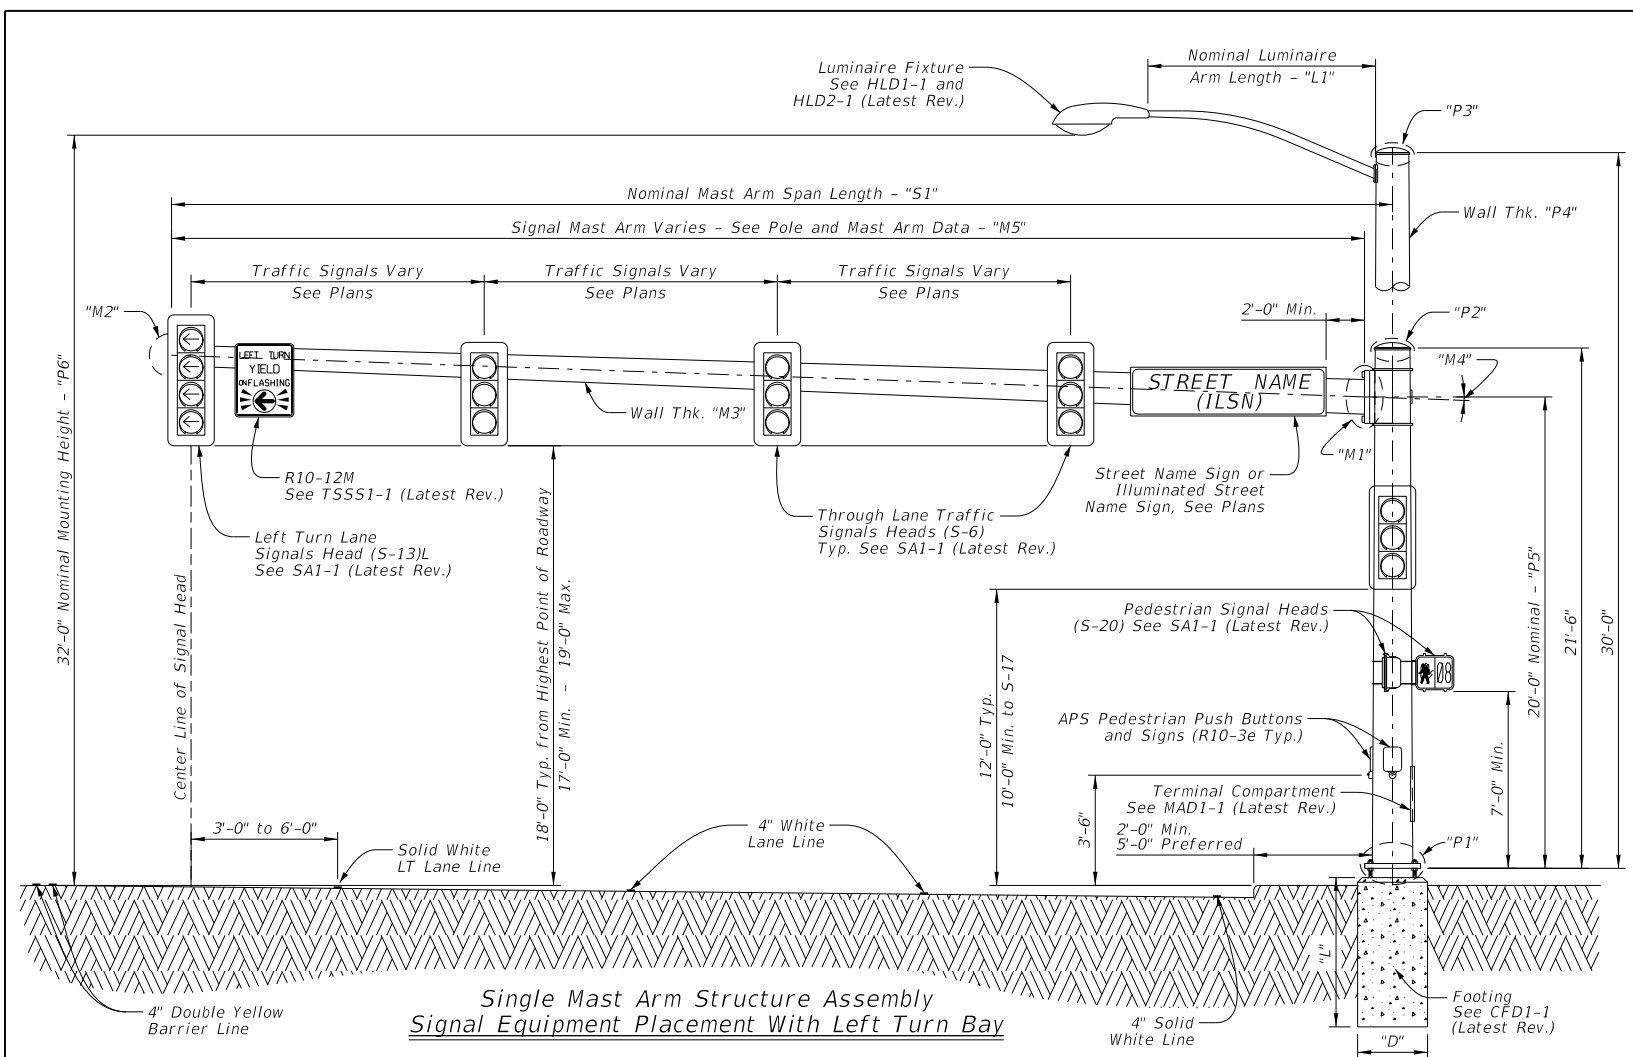 Luminaire Fixture
See HLD1-1 and
HLD2-1 (Latest Rev.)
Nominal Luminaire
Arm Length - "L1"
"P3"
Nominal Mast Arm Span Length - "S1"
Wall Thk. "P4"
Signal Mast Arm Varies - See Pole and Mast Arm Data - "M5"
Traffic Signals Vary
See Plans
Traffic Signals Vary
See Plans
Traffic Signals Vary
See Plans
"M2"
2'-0" Min.
"P2"
"M4"
LEFT TURN
YIELD
ON FLASHING
STREET NAME
(ILSN)
Wall Thk. "M3"
"M1"
32'-0" Nominal Mounting Height - "P6"
R10-12M
See TSSS1-1 (Latest Rev.)
Street Name Sign or
Illuminated Street
Name Sign, See Plans
Left Turn Lane
Signals Head (S-13)L
See SA1-1 (Latest Rev.)
Through Lane Traffic
Signals Heads (S-6)
Typ. See SA1-1 (Latest Rev.)
Center Line of Signal Head
18'-0" Typ. from Highest Point of Roadway
17'-0" Min. - 19'-0" Max.
12'-0" Typ.
10'-0" Min. to S-17
Pedestrian Signal Heads
(S-20) See SA1-1 (Latest Rev.)
08
20'-0" Nominal - "P5"
21'-6"
30'-0"
APS Pedestrian Push Buttons
and Signs (R10-3e Typ.)
7'-0" Min.
Terminal Compartment
See MAD1-1 (Latest Rev.)
3'-6"
2'-0" Min.
5'-0" Preferred
"P1"
3'-0" to 6'-0"
Solid White
LT Lane Line
4" White
Lane Line
"L"
4" Double Yellow
Barrier Line
Single Mast Arm Structure Assembly
Signal Equipment Placement With Left Turn Bay
4" Solid
White Line
Footing
See CFD1-1
(Latest Rev.)
"D"